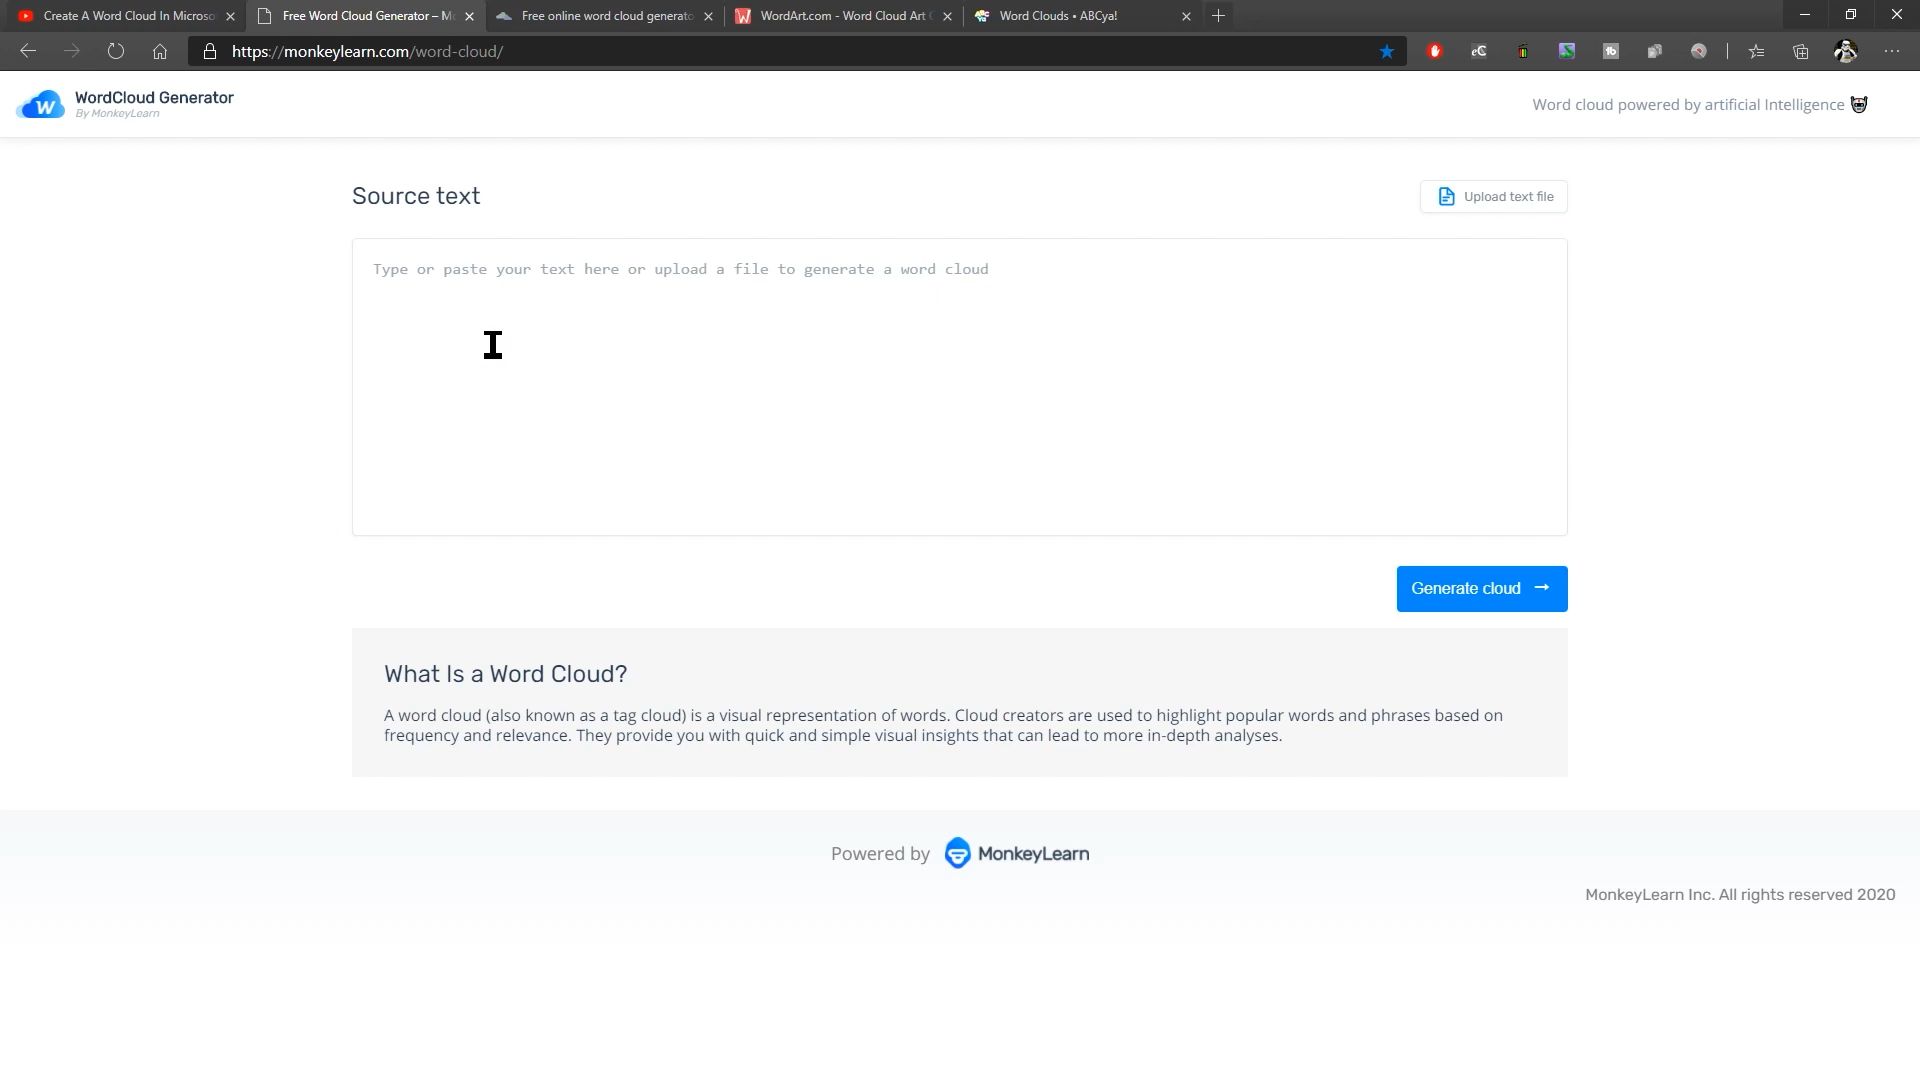 Create A Word Cloud In Microso
Free Word Cloud Generator – Mo
Free online word cloud generato
WordArt.com - Word Cloud Art C
Word Clouds • ABCya!
https://monkeylearn.com/word-cloud/
WordCloud Generator
By MonkeyLearn
Word cloud powered by artificial Intelligence
Source text
Upload text file
Type or paste your text here or upload a file to generate a word cloud
Generate cloud →
What Is a Word Cloud?
A word cloud (also known as a tag cloud) is a visual representation of words. Cloud creators are used to highlight popular words and phrases based on
frequency and relevance. They provide you with quick and simple visual insights that can lead to more in-depth analyses.
Powered by MonkeyLearn
MonkeyLearn Inc. All rights reserved 2020